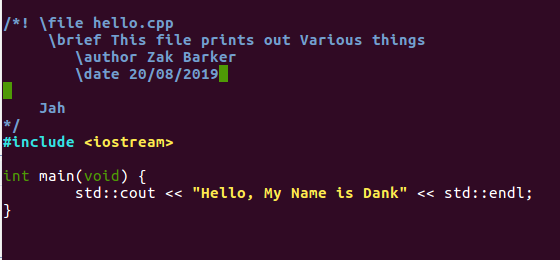 /*! \file hello.cpp
\brief This file prints out Various things
\author Zak Barker
\date 20/08/2019
Jah
*/
#include <iostream>
int main(void) {
std::cout << "Hello, My Name is Dank" << std::endl;
}